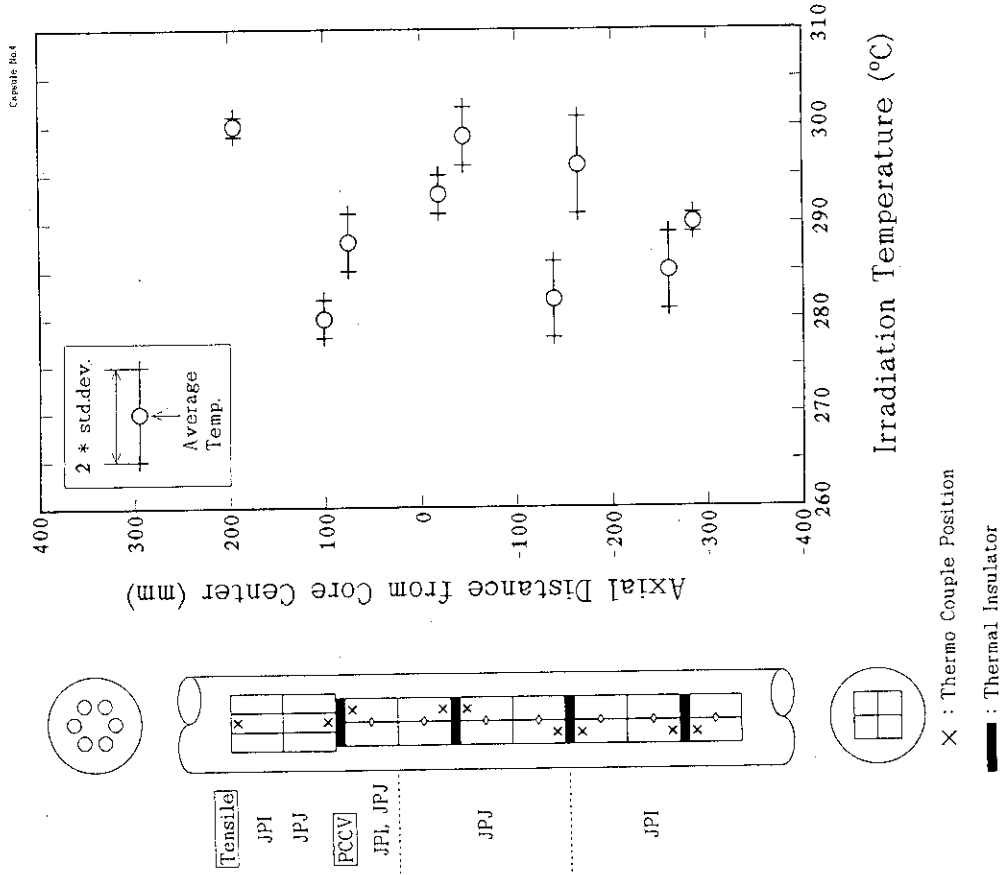 Capsule No.4
2 * std.dev.
Average
Temp.
400
300
200
100
0
-100
-200
-300
-400
260
270
280
290
300
310
Axial Distance from Core Center (mm)
Irradiation Temperature (°C)
Tensile
JPI
JPJ
PCCV
JPI, JPJ
JPJ
JPI
× : Thermo Couple Position
: Thermal Insulator